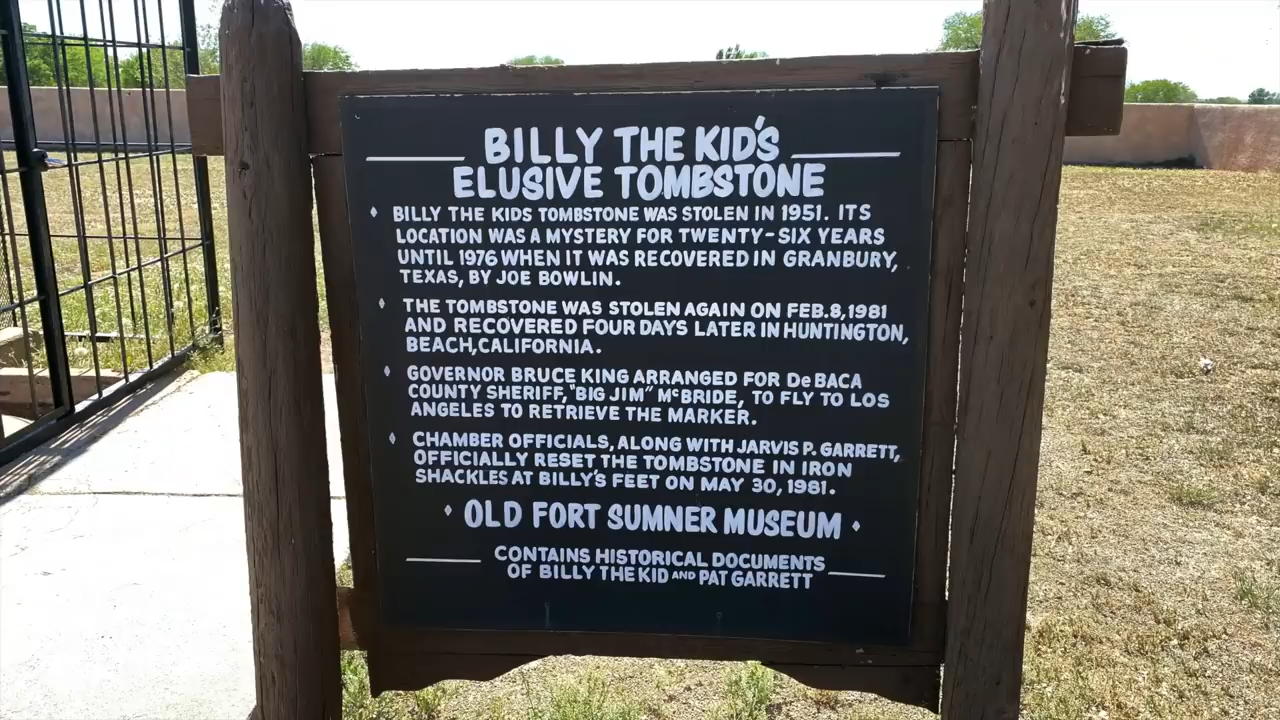 BILLY THE KID'S
ELUSIVE TOMBSTONE
BILLY THE KIDS TOMBSTONE WAS STOLEN IN 1951. ITS
LOCATION WAS A MYSTERY FOR TWENTY-SIX YEARS
UNTIL 1976 WHEN IT WAS RECOVERED IN GRANBURY,
TEXAS, BY JOE BOWLIN.
THE TOMBSTONE WAS STOLEN AGAIN ON FEB.8,1981
AND RECOVERED FOUR DAYS LATER IN HUNTINGTON,
BEACH,CALIFORNIA.
GOVERNOR BRUCE KING ARRANGED FOR De BACA
COUNTY SHERIFF,"BIG JIM" McBRIDE, TO FLY TO LOS
ANGELES TO RETRIEVE THE MARKER.
CHAMBER OFFICIALS, ALONG WITH JARVIS P. GARRETT,
OFFICIALLY RESET THE TOMBSTONE IN IRON
SHACKLES AT BILLY'S FEET ON MAY 30, 1981.
OLD FORT SUMNER MUSEUM
CONTAINS HISTORICAL DOCUMENTS
OF BILLY THE KID AND PAT GARRETT